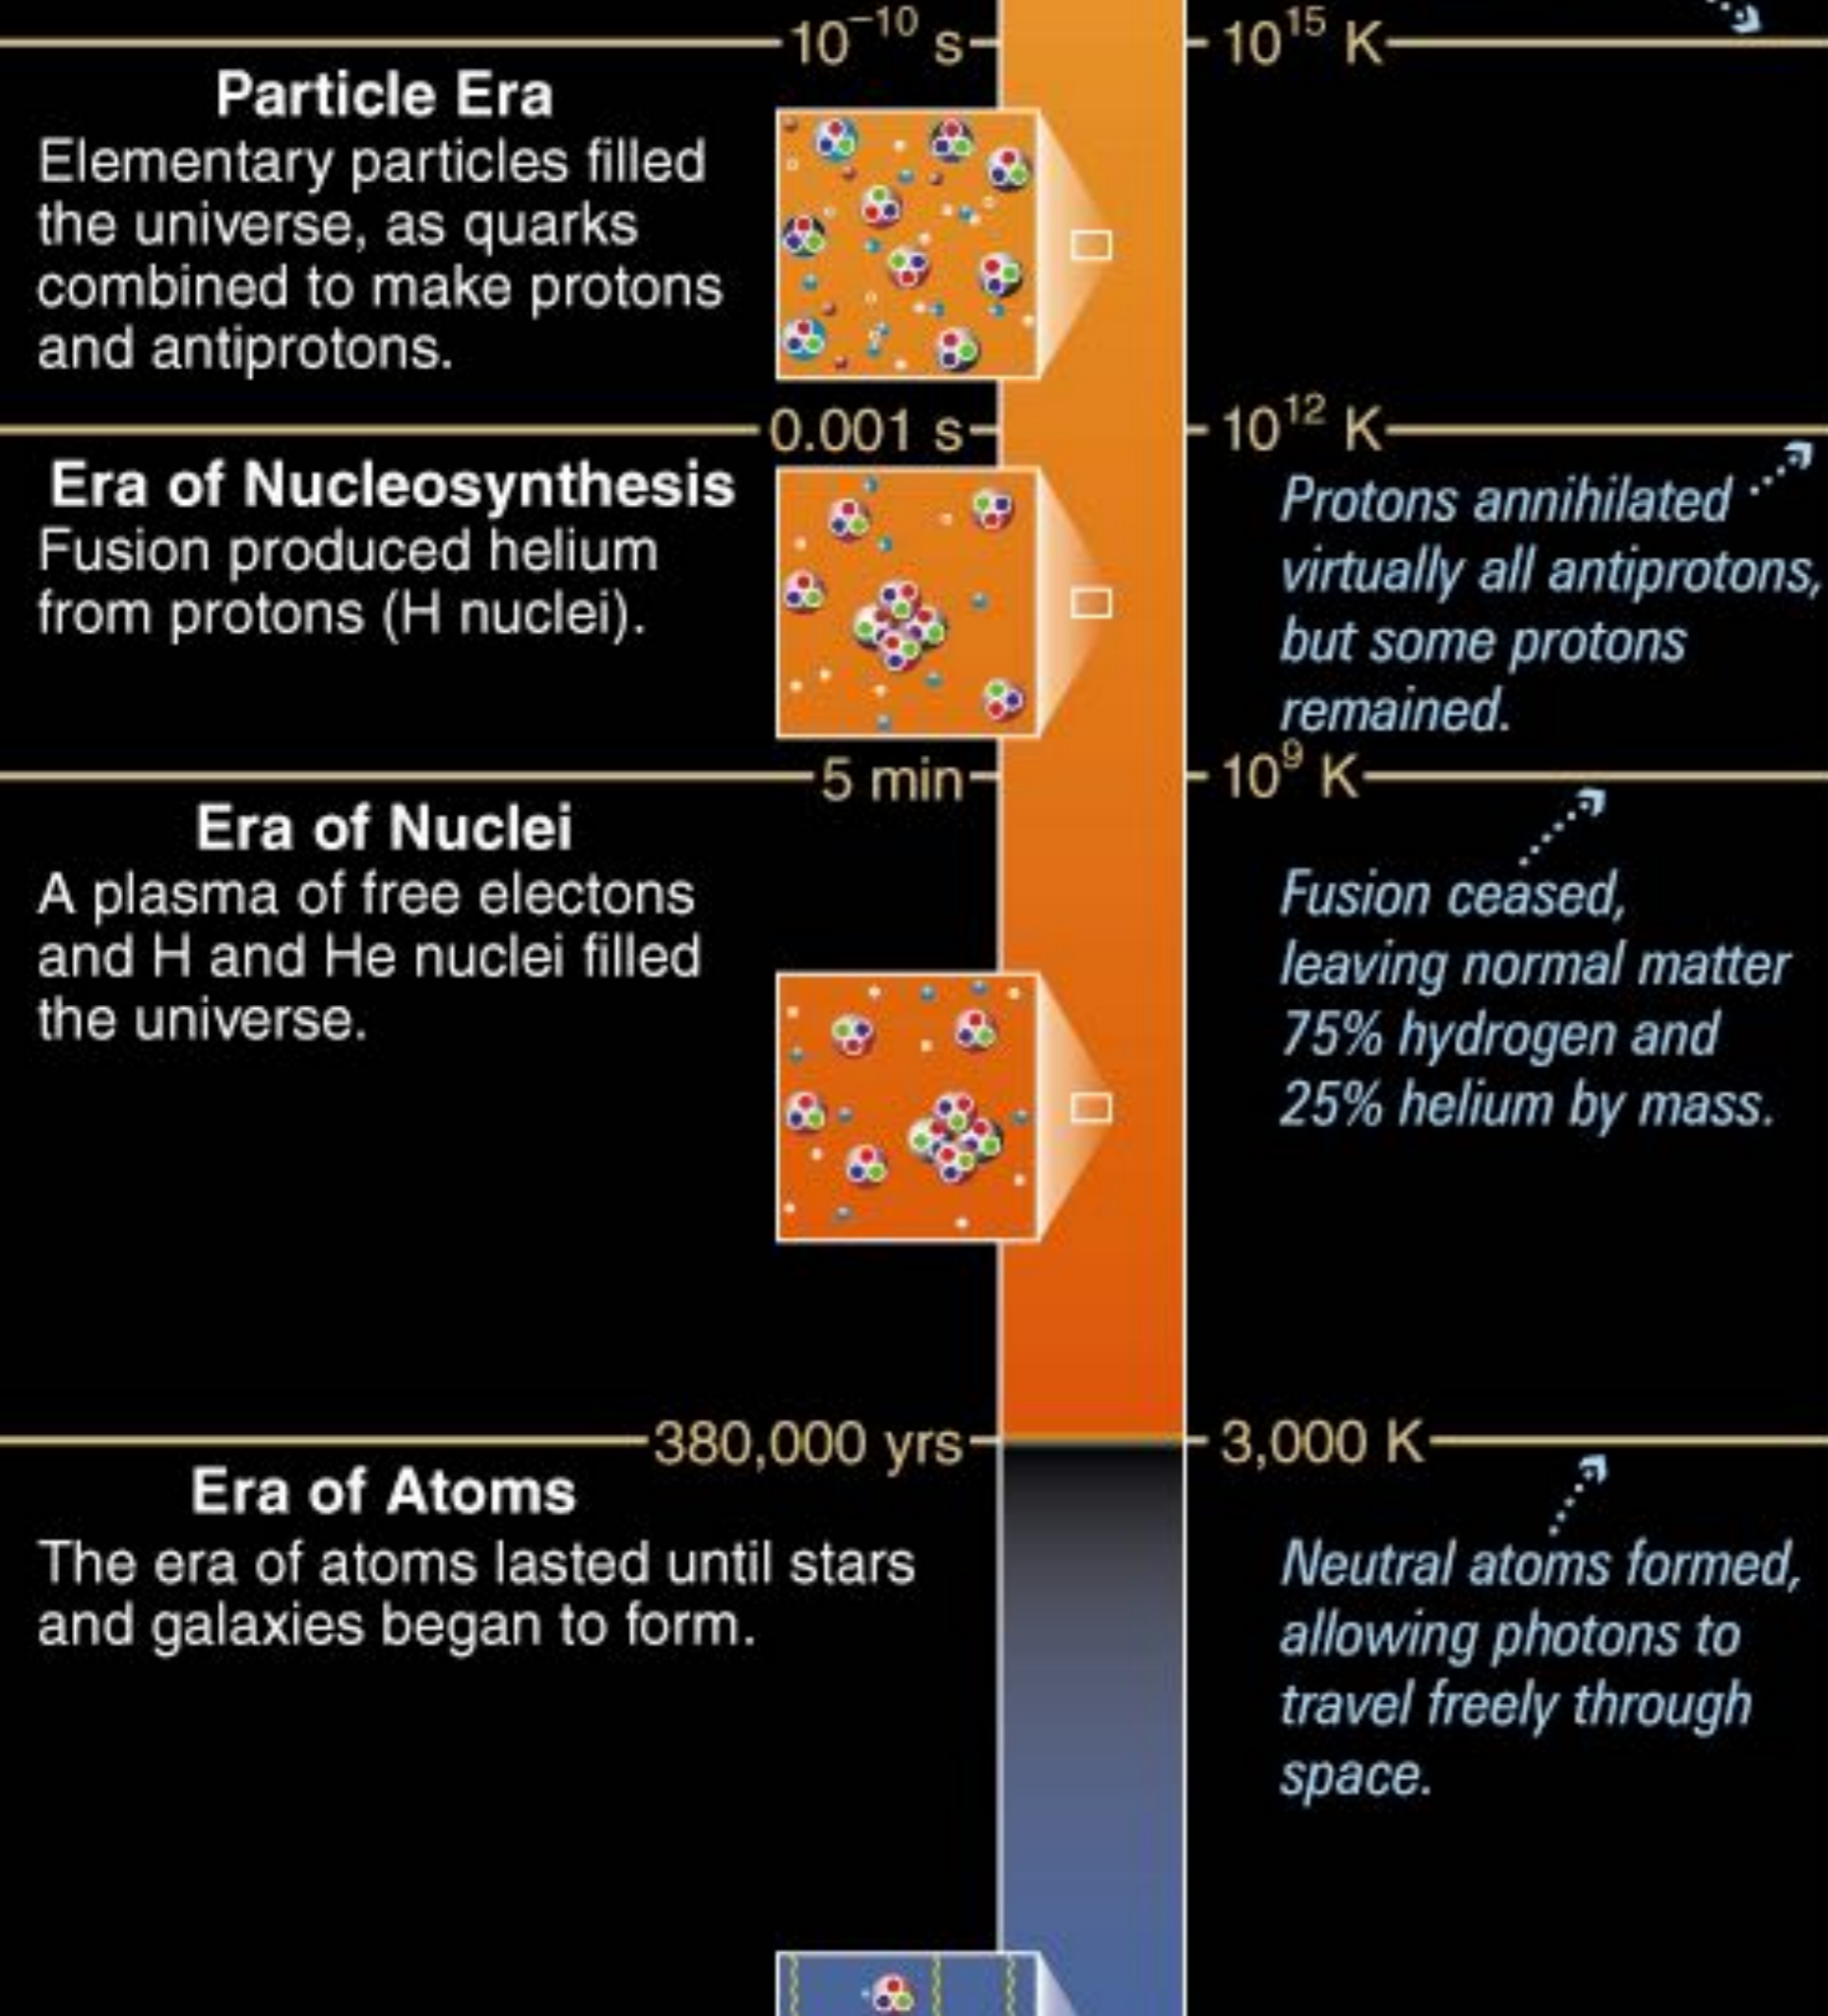 10⁻¹⁰ s
10¹⁵ K
Particle Era
Elementary particles filled
the universe, as quarks
combined to make protons
and antiprotons.
0.001 s
10¹² K
Era of Nucleosynthesis
Fusion produced helium
from protons (H nuclei).
Protons annihilated
virtually all antiprotons,
but some protons
remained.
5 min
10⁹ K
Era of Nuclei
A plasma of free electons
and H and He nuclei filled
the universe.
Fusion ceased,
leaving normal matter
75% hydrogen and
25% helium by mass.
380,000 yrs
3,000 K
Era of Atoms
The era of atoms lasted until stars
and galaxies began to form.
Neutral atoms formed,
allowing photons to
travel freely through
space.